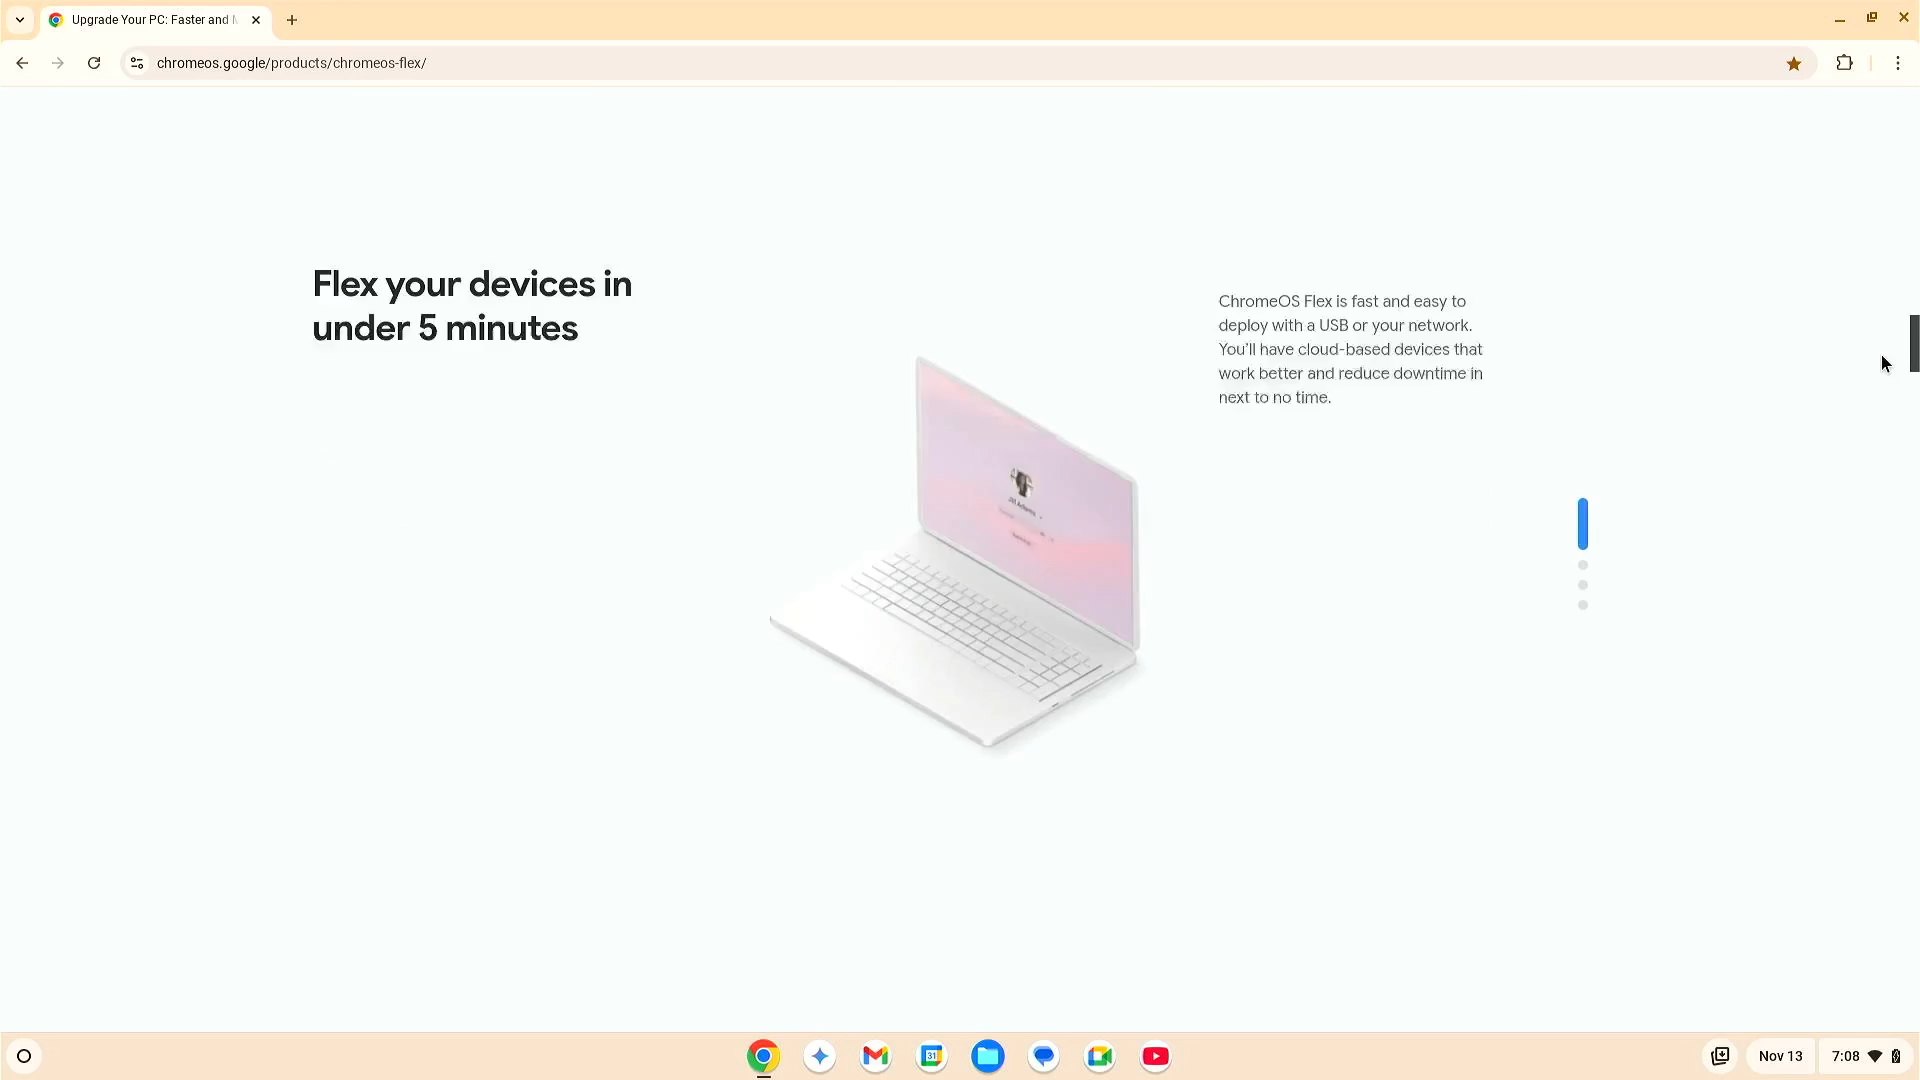 Upgrade Your PC: Faster and
chromeos.google/products/chromeos-flex/
Flex your devices in
under 5 minutes
ChromeOS Flex is fast and easy to
deploy with a USB or your network.
You'll have cloud-based devices that
work better and reduce downtime in
next to no time.
31
Nov 13
7:08